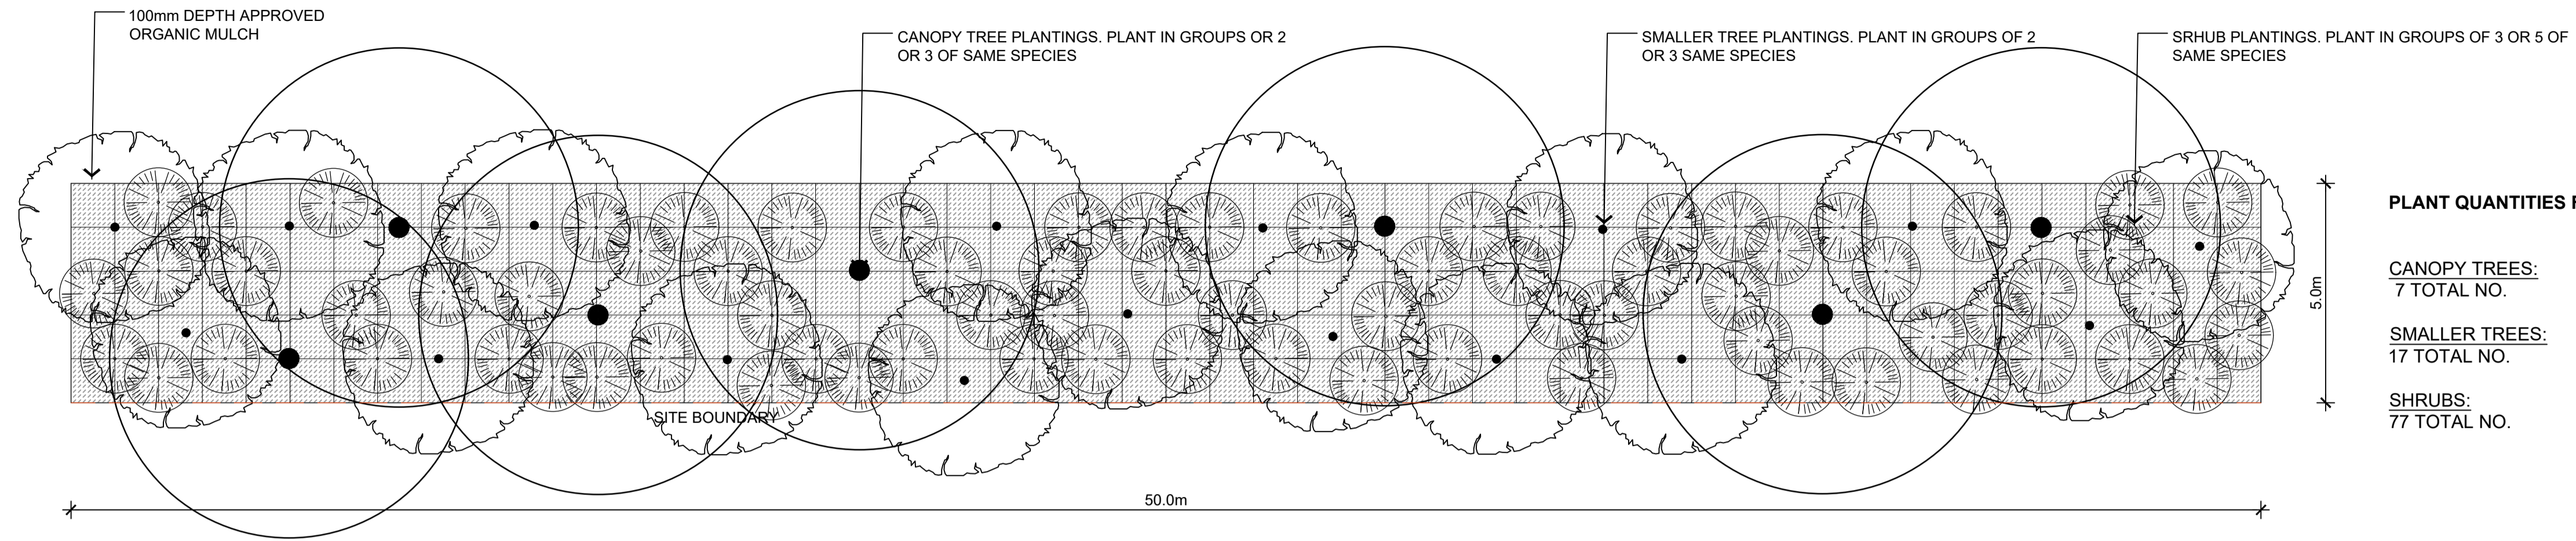 100mm DEPTH APPROVED
ORGANIC MULCH
CANOPY TREE PLANTINGS. PLANT IN GROUPS OR 2
OR 3 OF SAME SPECIES
SMALLER TREE PLANTINGS. PLANT IN GROUPS OF 2
OR 3 SAME SPECIES
SRHUB PLANTINGS. PLANT IN GROUPS OF 3 OR 5 OF
SAME SPECIES
SITE BOUNDARY
50.0m
5.0m
PLANT QUANTITIES F
CANOPY TREES:
7 TOTAL NO.
SMALLER TREES:
17 TOTAL NO.
SHRUBS:
77 TOTAL NO.